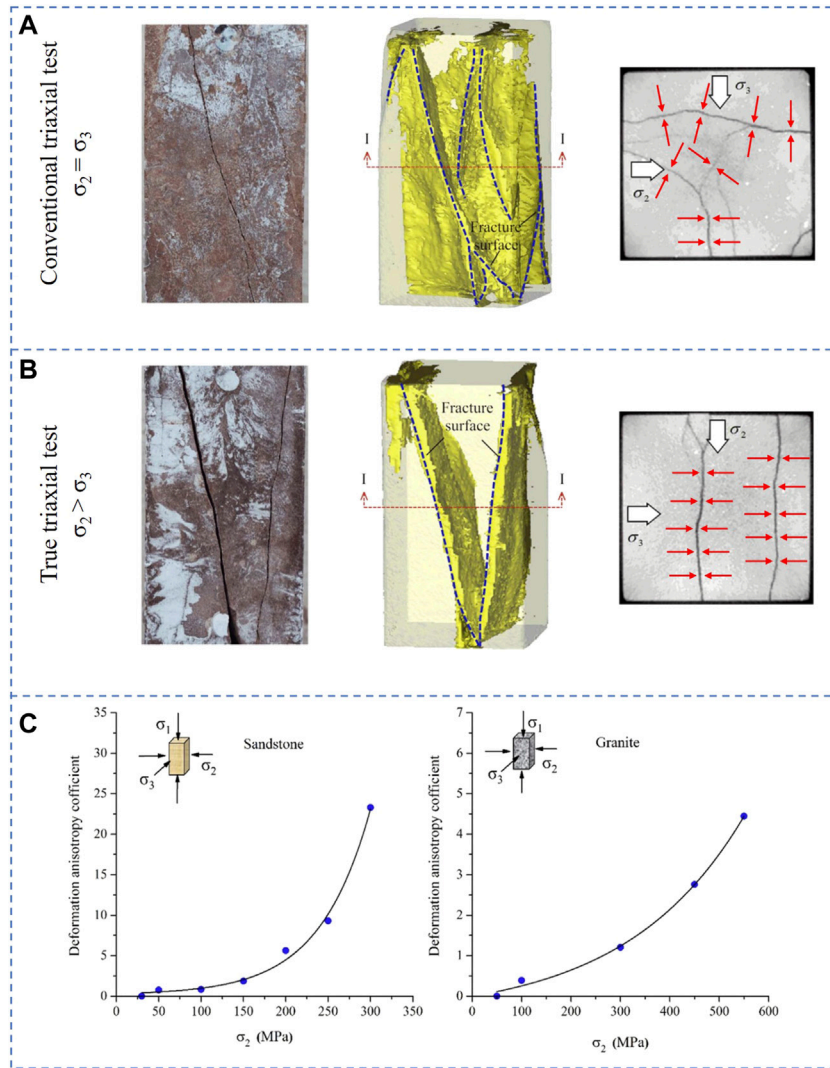 A
Conventional triaxial test
σ2 = σ3
I
I
Fracture
surface
σ3
σ2
B
True triaxial test
σ2 > σ3
Fracture
surface
I
I
σ2
σ3
C
Deformation anisotropy cofficient
35
30
25
20
15
10
5
0
0
50
100
150
200
250
300
350
σ2 (MPa)
σ1
σ2
σ3
Sandstone
Deformation anisotropy cofficient
7
6
5
4
3
2
1
0
0
100
200
300
400
500
600
σ2 (MPa)
σ1
σ2
σ3
Granite